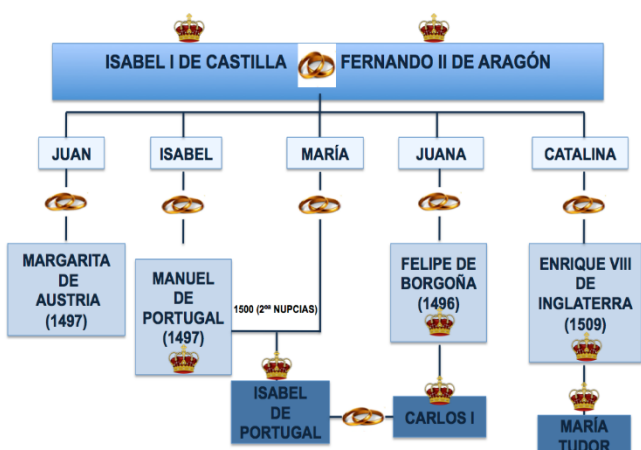 ISABEL I DE CASTILLA
FERNANDO II DE ARAGÓN
JUAN
ISABEL
MARÍA
JUANA
CATALINA
MARGARITA
DE
AUSTRIA
(1497)
MANUEL
DE
PORTUGAL
(1497)
1500 (2ªˢ NUPCIAS)
FELIPE DE
BORGOÑA
(1496)
ENRIQUE VIII
DE
INGLATERRA
(1509)
ISABEL
DE
PORTUGAL
CARLOS I
MARÍA
TUDOR